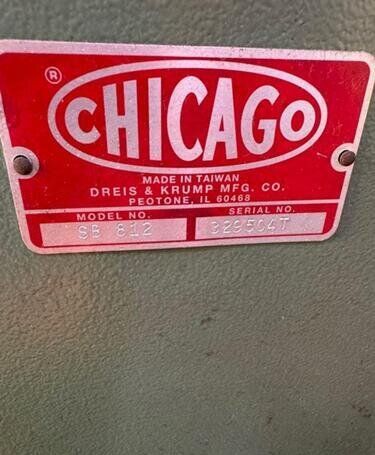 ®
CHICAGO
MADE IN TAIWAN
DREIS & KRUMP MFG. CO.
PEOTONE, IL 60468
MODEL NO. SERIAL NO.
SB 812 329504T